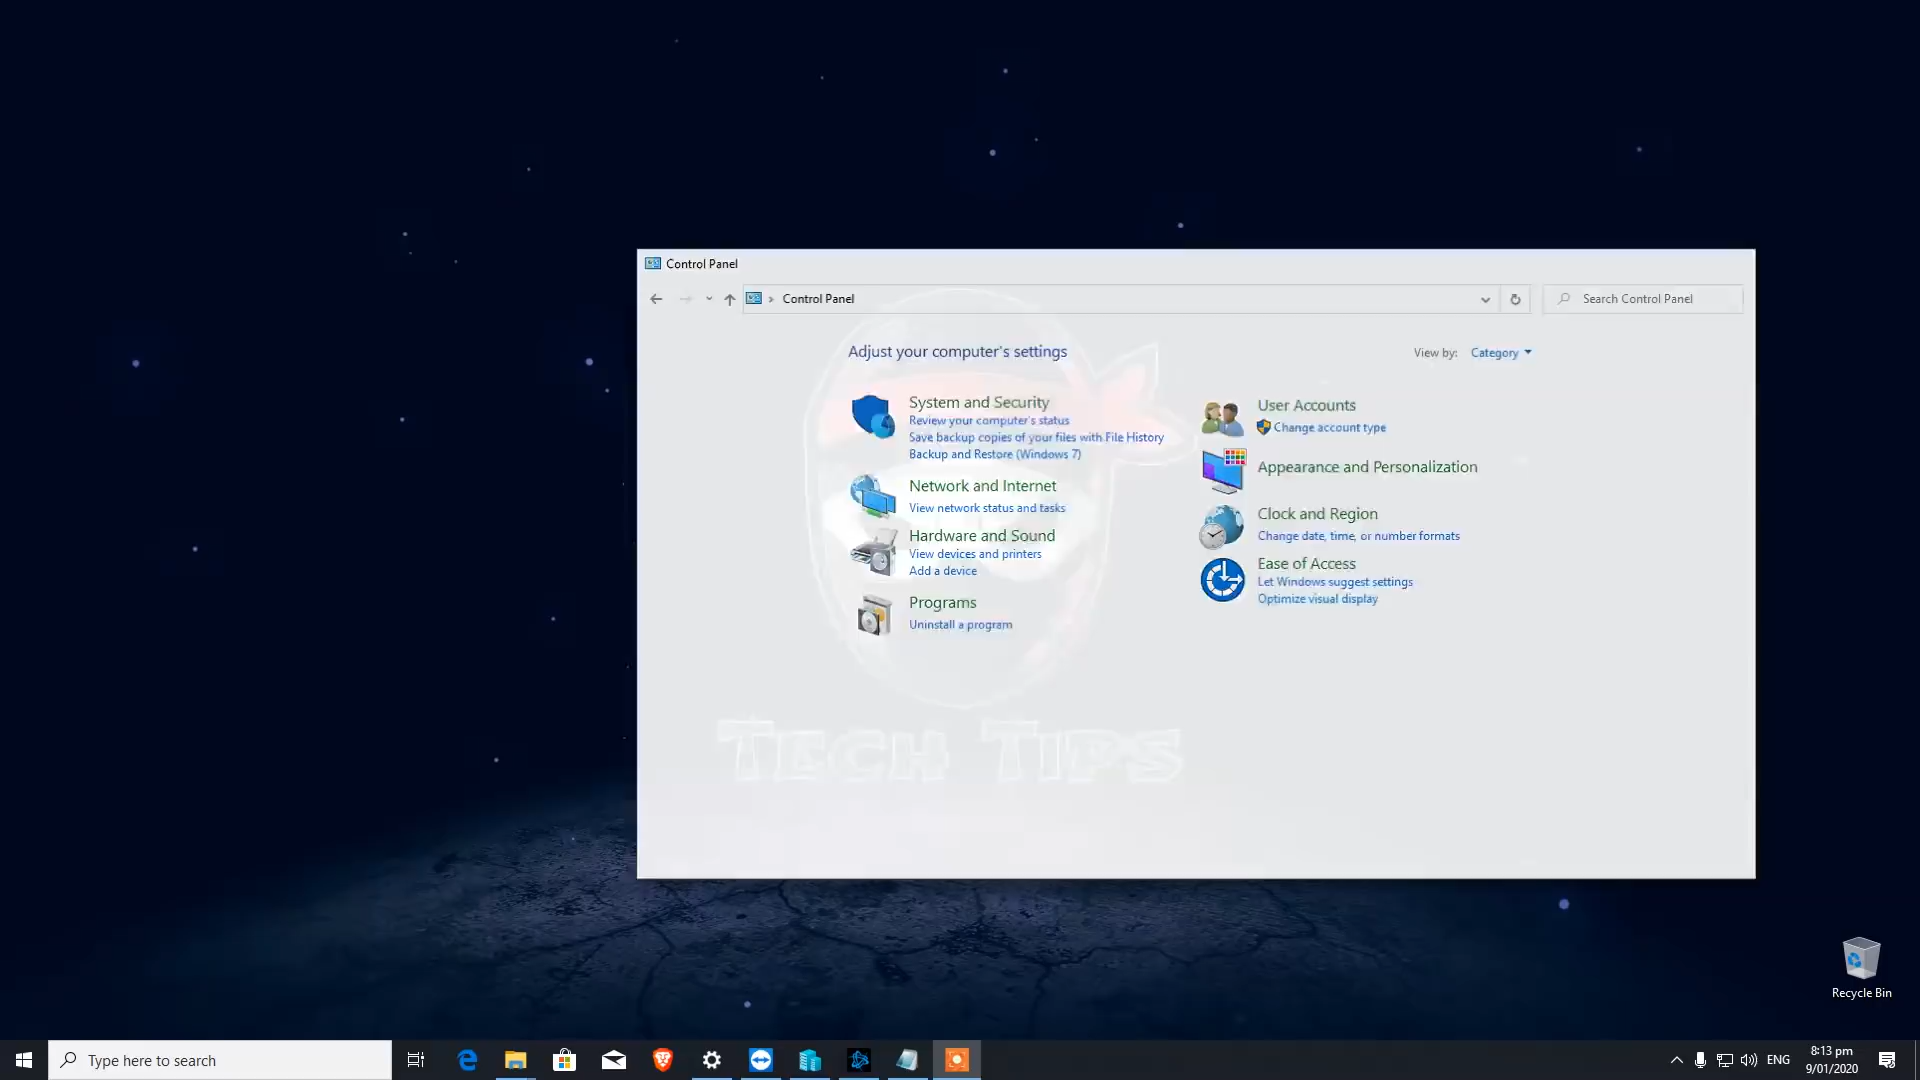 Control Panel
Control Panel
Search Control Panel
Adjust your computer's settings
View by: Category
System and Security
Review your computer's status
Save backup copies of your files with File History
Backup and Restore (Windows 7)
Network and Internet
View network status and tasks
Hardware and Sound
View devices and printers
Add a device
Programs
Uninstall a program
User Accounts
Change account type
Appearance and Personalization
Clock and Region
Change date, time, or number formats
Ease of Access
Let Windows suggest settings
Optimize visual display
TECH TIPS
Recycle Bin
Type here to search
ENG
8:13 pm
9/01/2020